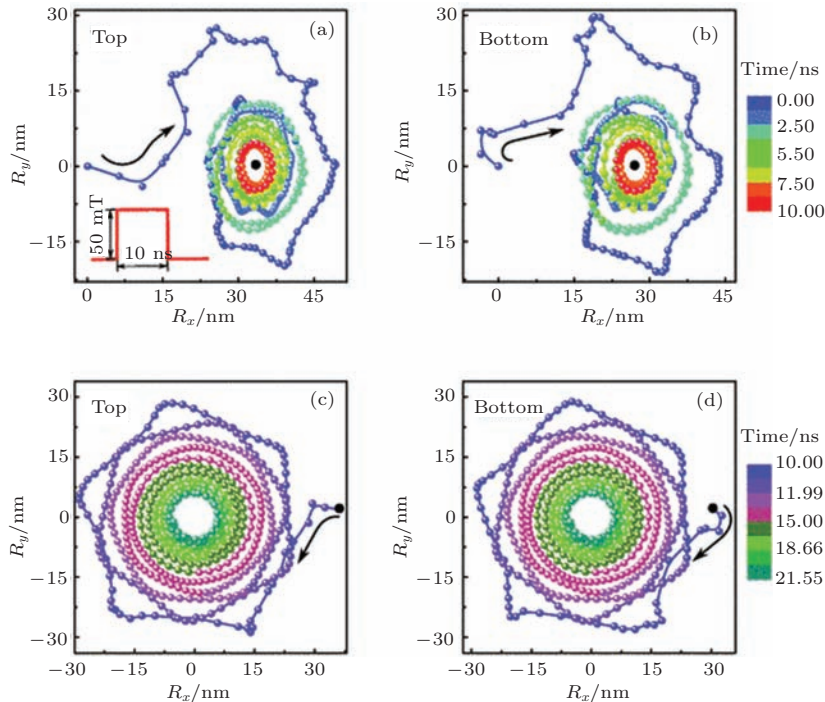 Top
(a)
30
15
0
−15
R_y/nm
50 mT
10 ns
0
15
30
45
R_x/nm
Bottom
(b)
30
15
0
−15
R_y/nm
0
15
30
45
R_x/nm
Time/ns
0.00
2.50
5.50
7.50
10.00
Top
(c)
30
15
0
−15
−30
R_y/nm
−30
−15
0
15
30
R_x/nm
Bottom
(d)
30
15
0
−15
−30
R_y/nm
−30
−15
0
15
30
R_x/nm
Time/ns
10.00
11.99
15.00
18.66
21.55